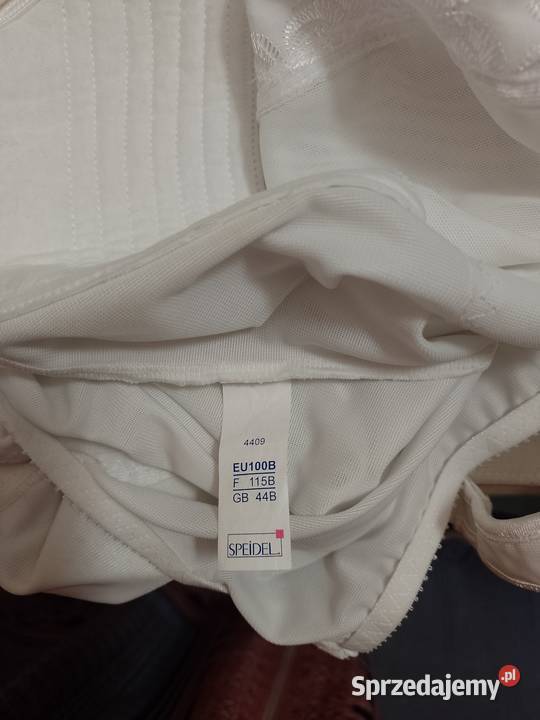 4409
EU100B
F 115B
GB 44B
SPEiDEL
Sprzedajemy.pl